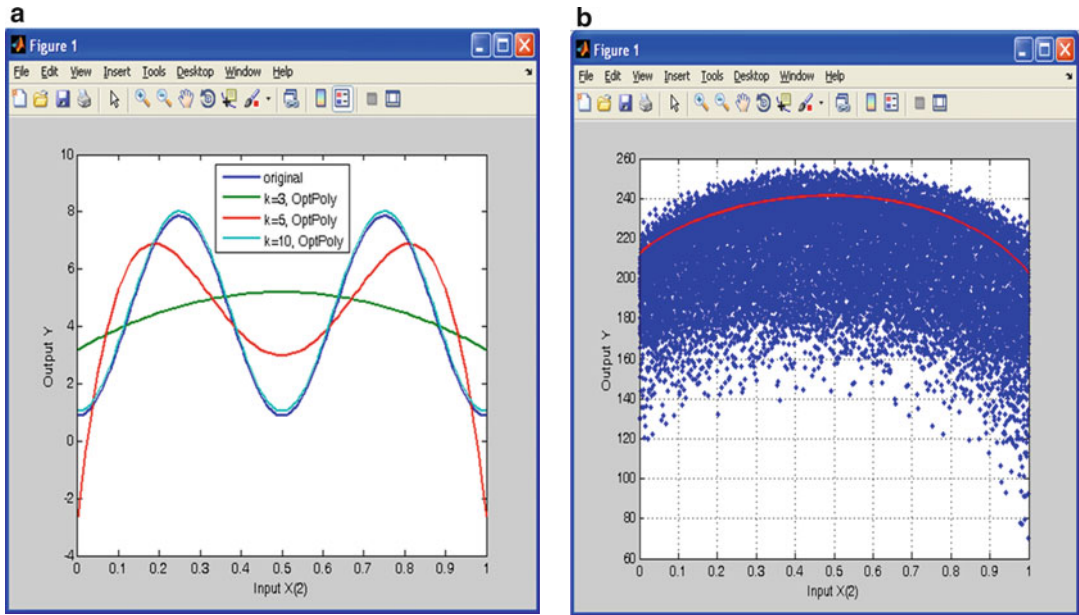 a
Figure 1
File Edit View Insert Tools Desktop Window Help
10
8
6
4
2
0
-2
-4
Output Y
original
k=3, OptPoly
k=5, OptPoly
k=10, OptPoly
0 0.1 0.2 0.3 0.4 0.5 0.6 0.7 0.8 0.9 1
Input X(2)
b
Figure 1
File Edit View Insert Tools Desktop Window Help
260
240
220
200
180
160
140
120
100
80
60
Output Y
0 0.1 0.2 0.3 0.4 0.5 0.6 0.7 0.8 0.9 1
Input X(2)